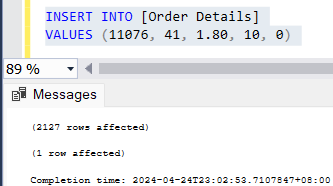 INSERT INTO [Order Details]
VALUES (11076, 41, 1.80, 10, 0)
89 %
Messages
(2127 rows affected)
(1 row affected)
Completion time: 2024-04-24T23:02:53.7107847+08:00